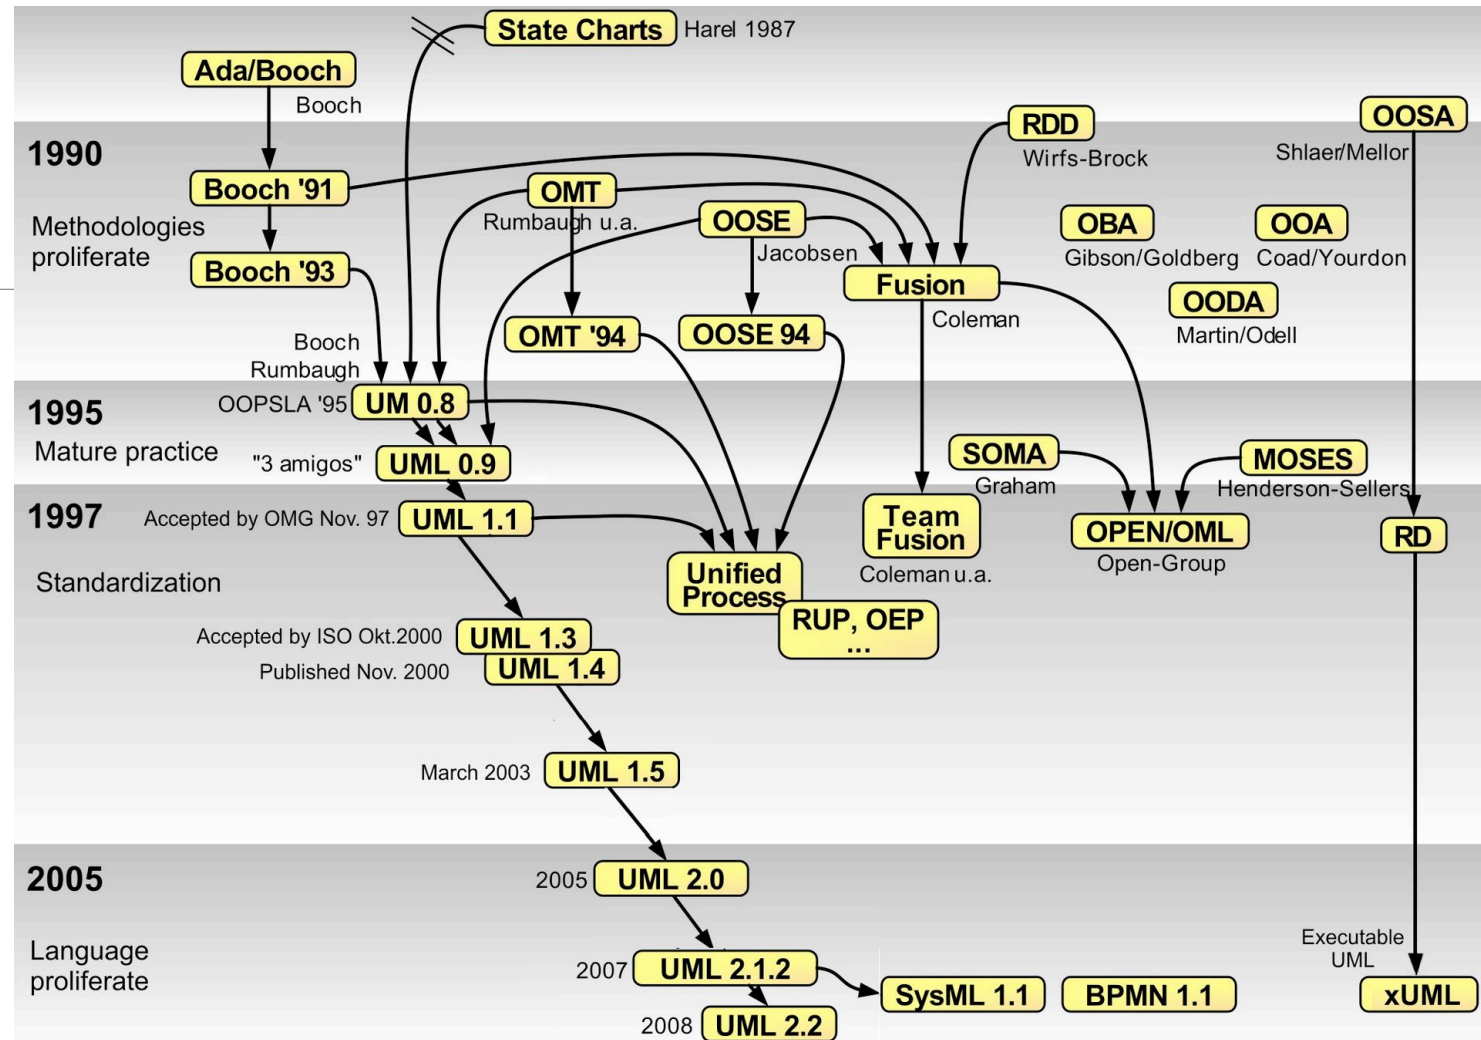 State Charts
Harel 1987
Ada/Booch
Booch
RDD
Wirfs-Brock
OOSA
Shlaer/Mellor
1990
Methodologies
proliferate
Booch '91
OMT
Rumbaugh u.a.
OOSE
Jacobsen
OBA
Gibson/Goldberg
OOA
Coad/Yourdon
Booch '93
Fusion
Coleman
OODA
Martin/Odell
OMT '94
OOSE 94
Booch
Rumbaugh
OOPSLA '95
UM 0.8
1995
Mature practice
"3 amigos"
UML 0.9
SOMA
Graham
MOSES
Henderson-Sellers
1997
Accepted by OMG Nov. 97
UML 1.1
Team
Fusion
Coleman u.a.
OPEN/OML
Open-Group
RD
Standardization
Unified
Process
RUP, OEP
...
Accepted by ISO Okt.2000
UML 1.3
Published Nov. 2000
UML 1.4
March 2003
UML 1.5
2005
2005
UML 2.0
Language
proliferate
2007
UML 2.1.2
SysML 1.1
BPMN 1.1
Executable
UML
xUML
2008
UML 2.2